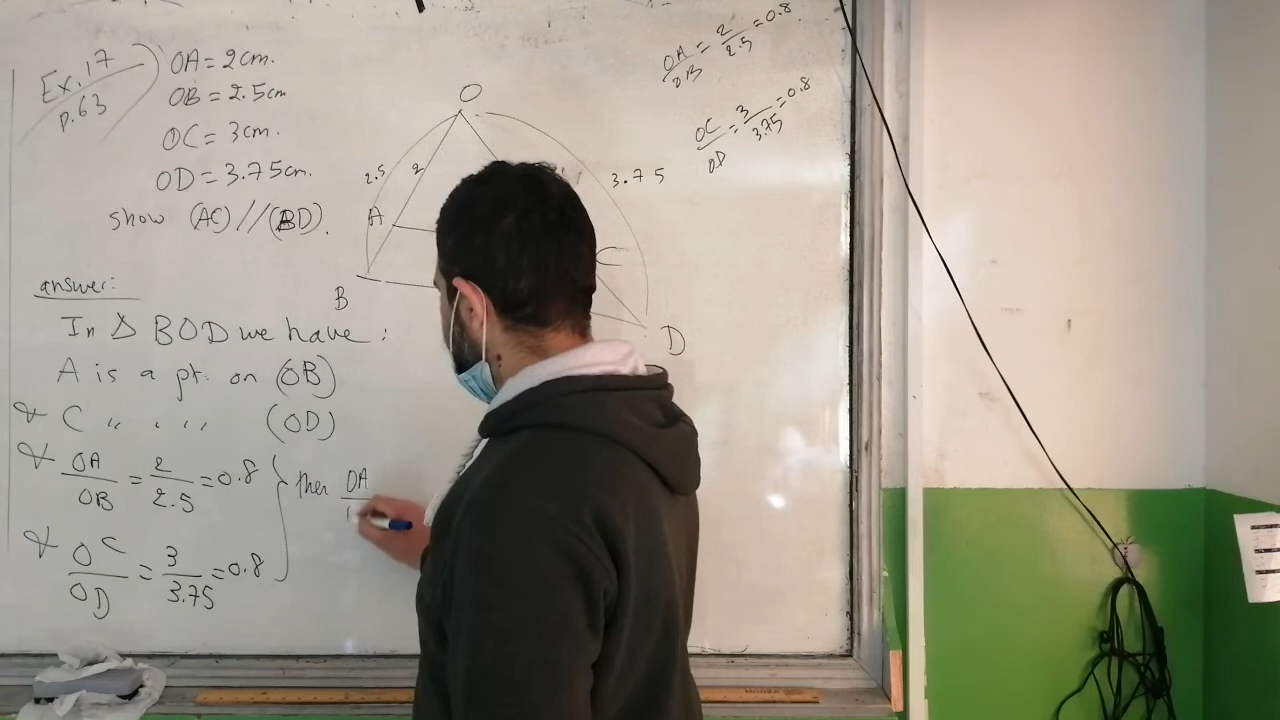 Ex.17
p.63
OA = 2cm.
OB = 2.5cm
OC = 3cm.
OD = 3.75cm.
show (AC) // (BD).
answer:
In Δ BOD we have :
A is a pt. on (OB)
& C " " " (OD)
& OA/OB = 2/2.5 = 0.8
& OC/OD = 3/3.75 = 0.8
} then OA
O
2.5
2
3.75
A
C
B
D
OA/OB = 2/2.5 = 0.8
OC/OD = 3/3.75 = 0.8